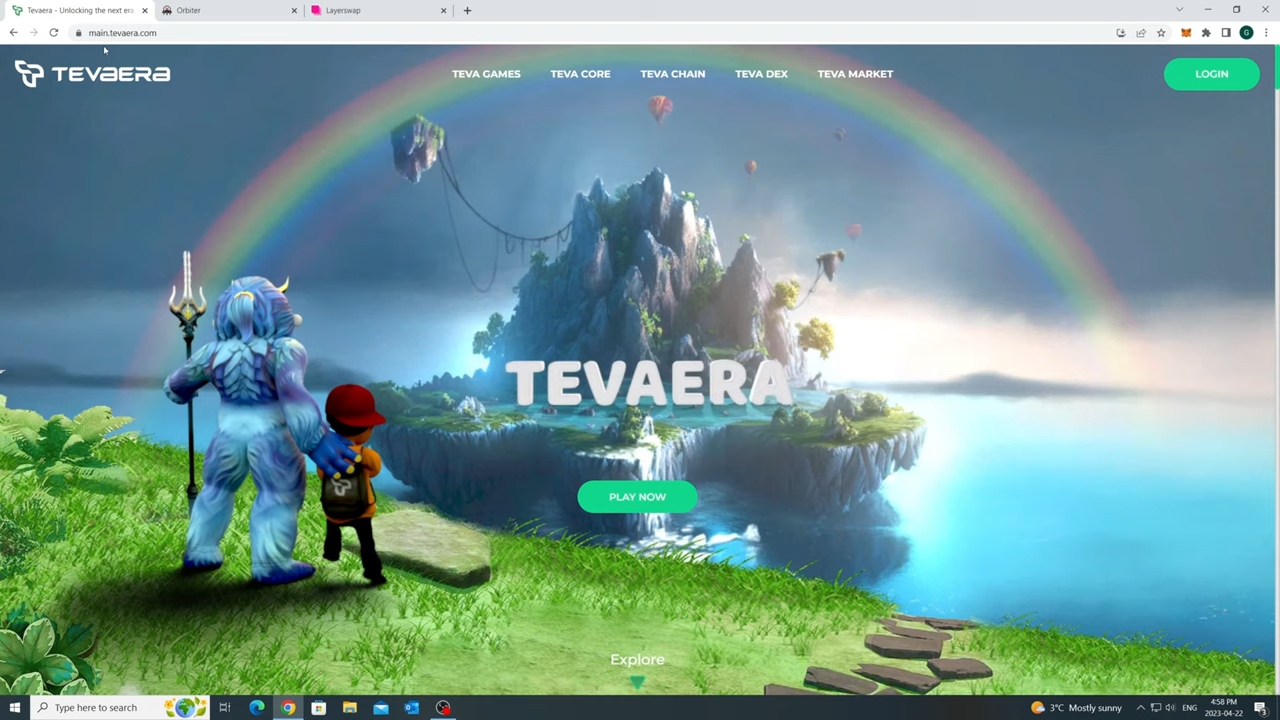 Tevaera - Unlocking the next era
Orbiter
Layerswap
main.tevaera.com
G
TEVAERA
TEVA GAMES
TEVA CORE
TEVA CHAIN
TEVA DEX
TEVA MARKET
LOGIN
TEVAERA
PLAY NOW
Explore
Type here to search
3°C Mostly sunny
ENG
4:58 PM
2023-04-22
3